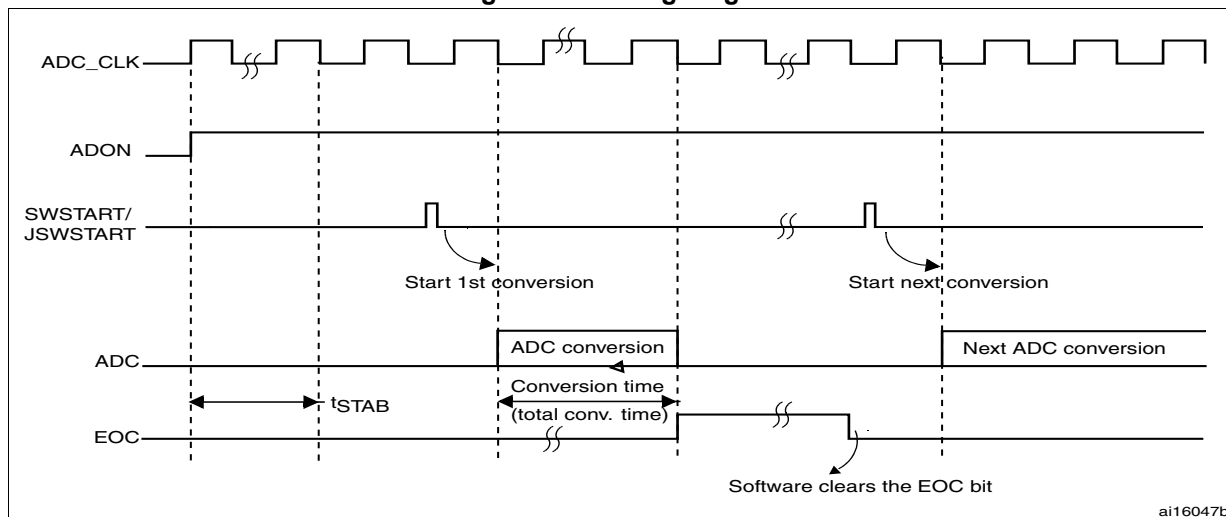 ADC_CLK
ADON
SWSTART/
JSWSTART
Start 1st conversion
Start next conversion
ADC
ADC conversion
Next ADC conversion
Conversion time
(total conv. time)
tSTAB
EOC
Software clears the EOC bit
ai16047b